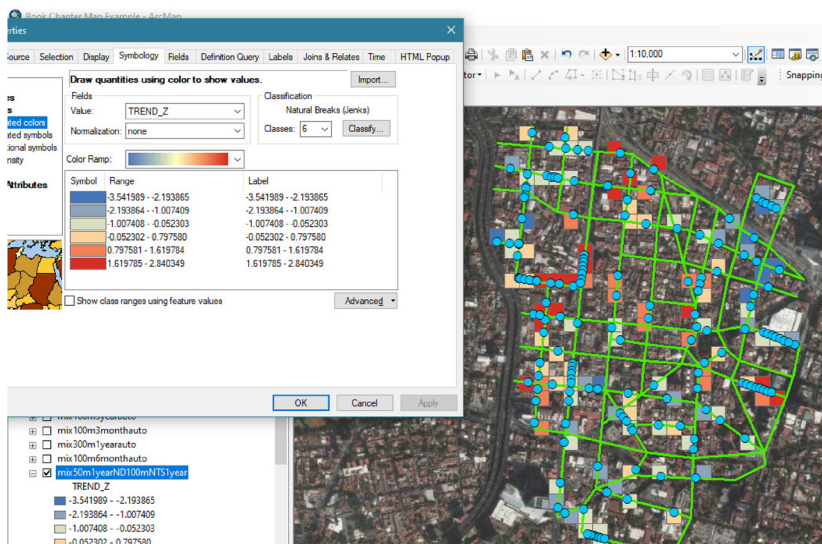 Book Chapter Map Example - ArcMap
erties
Source Selection Display Symbology Fields Definition Query Labels Joins & Relates Time HTML Popup
Draw quantities using color to show values.
Import...
Fields
Value: TREND_Z
Normalization: none
Classification
Natural Breaks (Jenks)
Classes: 6 Classify...
ated colors
ated symbols
tional symbols
nsity
Attributes
Color Ramp:
Symbol Range Label
-3.541989 - -2.193865 -3.541989 - -2.193865
-2.193864 - -1.007409 -2.193864 - -1.007409
-1.007408 - -0.052303 -1.007408 - -0.052303
-0.052302 - 0.797580 -0.052302 - 0.797580
0.797581 - 1.619784 0.797581 - 1.619784
1.619785 - 2.840349 1.619785 - 2.840349
Show class ranges using feature values
Advanced
OK Cancel Apply
1:10,000
tor
Snapping
mix100m3monthauto
mix300m1yearauto
mix100m6monthauto
mix50m1yearND100mNTS1year
TREND_Z
-3.541989 - -2.193865
-2.193864 - -1.007409
-1.007408 - -0.052303
-0.052302 - 0.797580